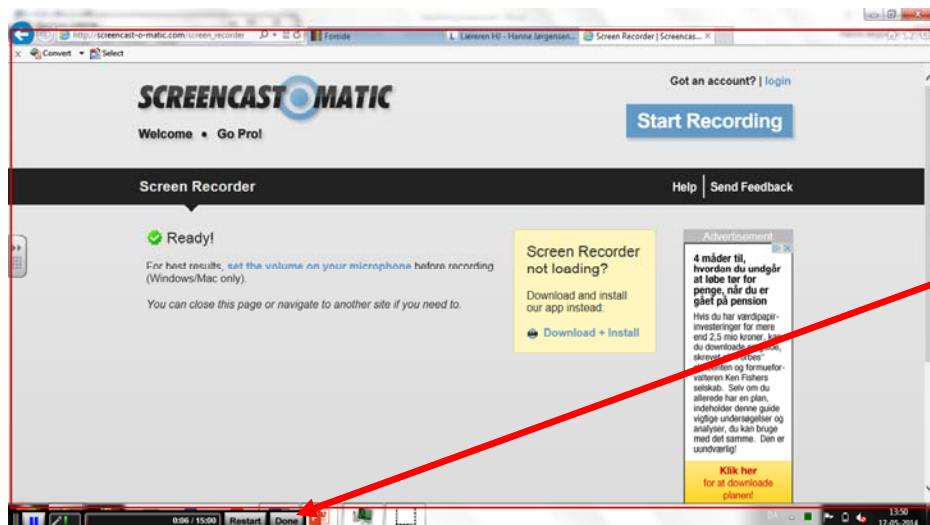 http://screencast-o-matic.com/screen_recorder
Forside
Læreren HJ - Hanne Jørgensen...
Screen Recorder | Screencas...
x Convert Select
Got an account? | login
SCREENCAST O MATIC
Start Recording
Welcome • Go Pro!
Screen Recorder
Help | Send Feedback
Ready!
For best results, set the volume on your microphone before recording
(Windows/Mac only).
You can close this page or navigate to another site if you need to.
Screen Recorder
not loading?
Download and install
our app instead:
Download + Install
Advertisement
4 måder til,
hvordan du undgår
at løbe tør for
penge, når du er
gået på pension
Hvis du har værdipapir-
investeringer for mere
end 2,5 mio kroner, kan
du downloade
skrevet
og formuefor-
valteren Ken Fishers
selskab. Selv om du
allerede har en plan,
indeholder denne guide
vigtige undersøgelser og
analyser, du kan bruge
med det samme. Den er
uundværlig!
Klik her
for at downloade
planen!
0:06 / 15:00 Restart Done
DA
13:50
17-05-2014